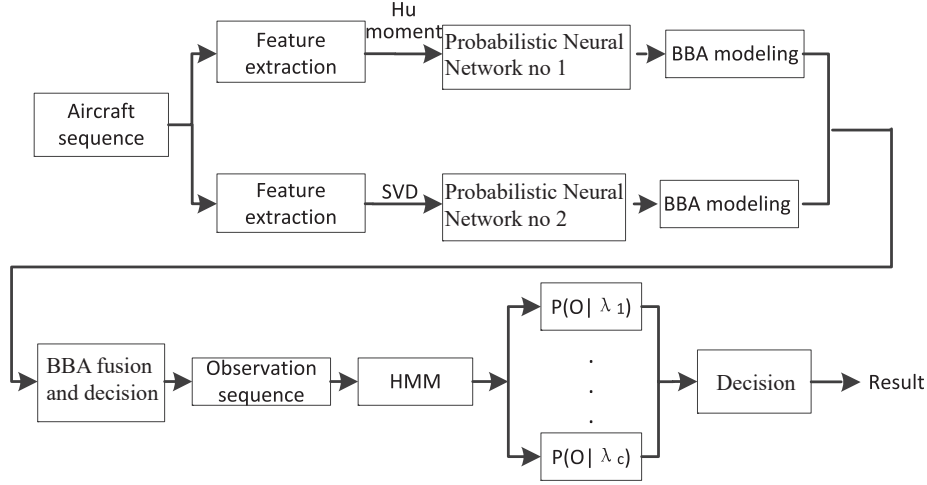 Hu
moment
Feature
extraction
Probabilistic Neural
Network no 1
BBA modeling
Aircraft
sequence
Feature
extraction
SVD
Probabilistic Neural
Network no 2
BBA modeling
P(O| λ 1)
.
.
.
P(O| λ c)
BBA fusion
and decision
Observation
sequence
HMM
Decision
Result